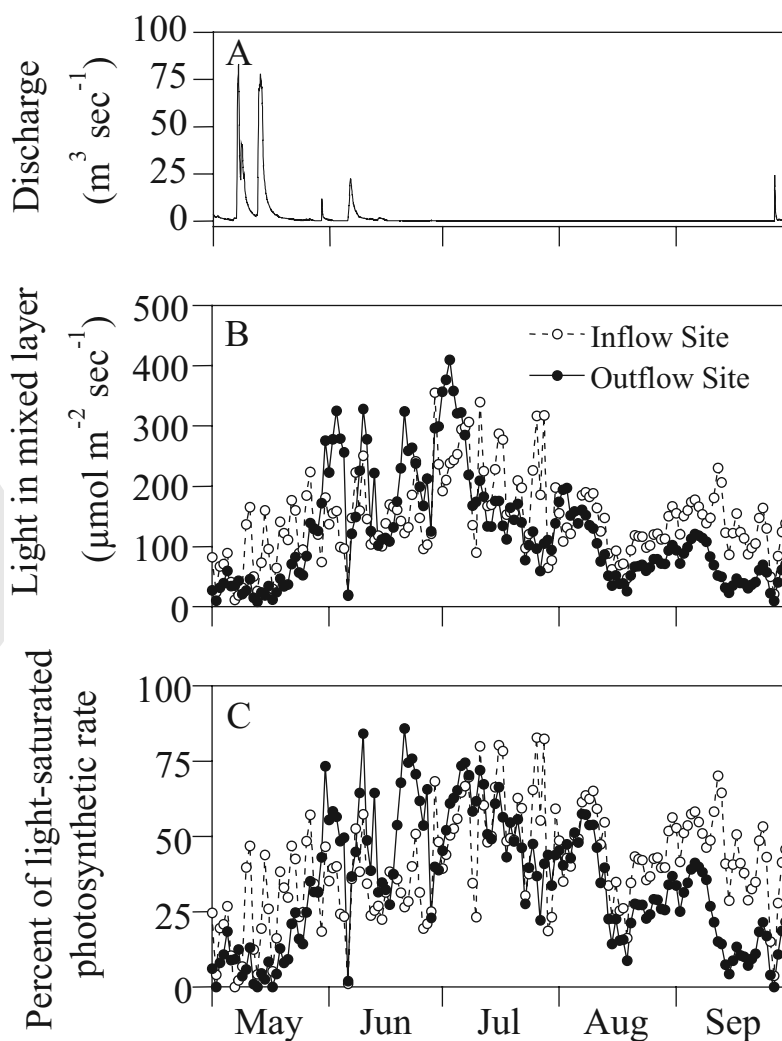 A
Discharge
(m³ sec⁻¹)
100
75
50
25
0
B
Light in mixed layer
(μmol m⁻² sec⁻¹)
500
400
300
200
100
0
Inflow Site
Outflow Site
C
Percent of light-saturated
photosynthetic rate
100
75
50
25
0
May Jun Jul Aug Sep